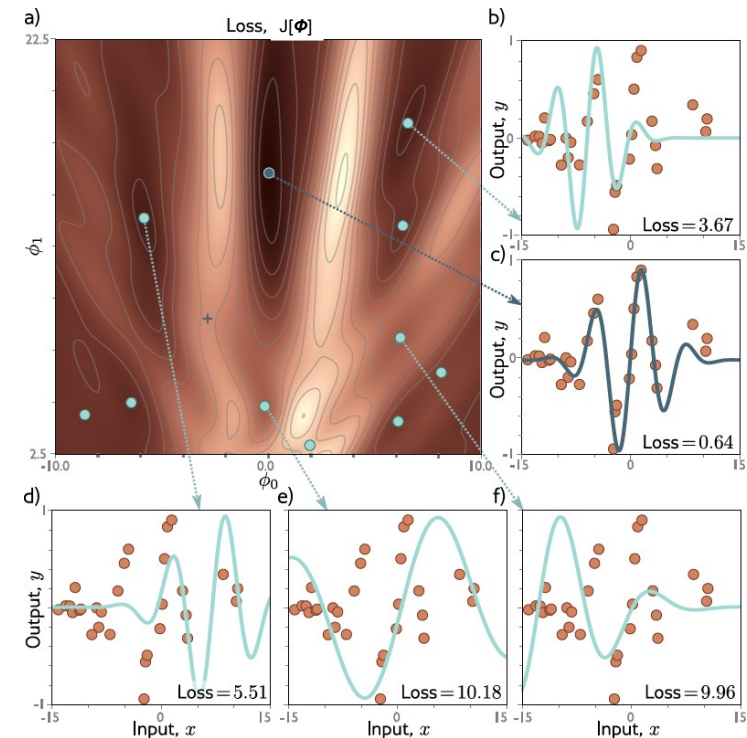 a)
Loss, J[Φ]
22.5
ϕ1
2.5
-10.0
0.0
10.0
ϕ0
b)
1
Output, y
0
-1
Loss=3.67
-15
0
15
c)
1
Output, y
0
-1
Loss=0.64
-15
0
15
d)
1
Output, y
0
-1
Loss=5.51
-15
0
15
Input, x
e)
Loss=10.18
-15
0
15
Input, x
f)
Loss=9.96
-15
0
15
Input, x